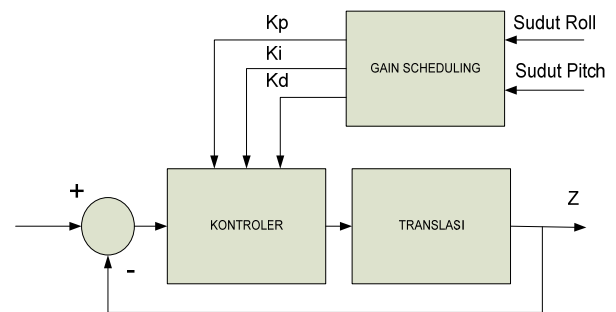 Kp
Ki
Kd
GAIN SCHEDULING
Sudut Roll
Sudut Pitch
+
-
KONTROLER
TRANSLASI
Z